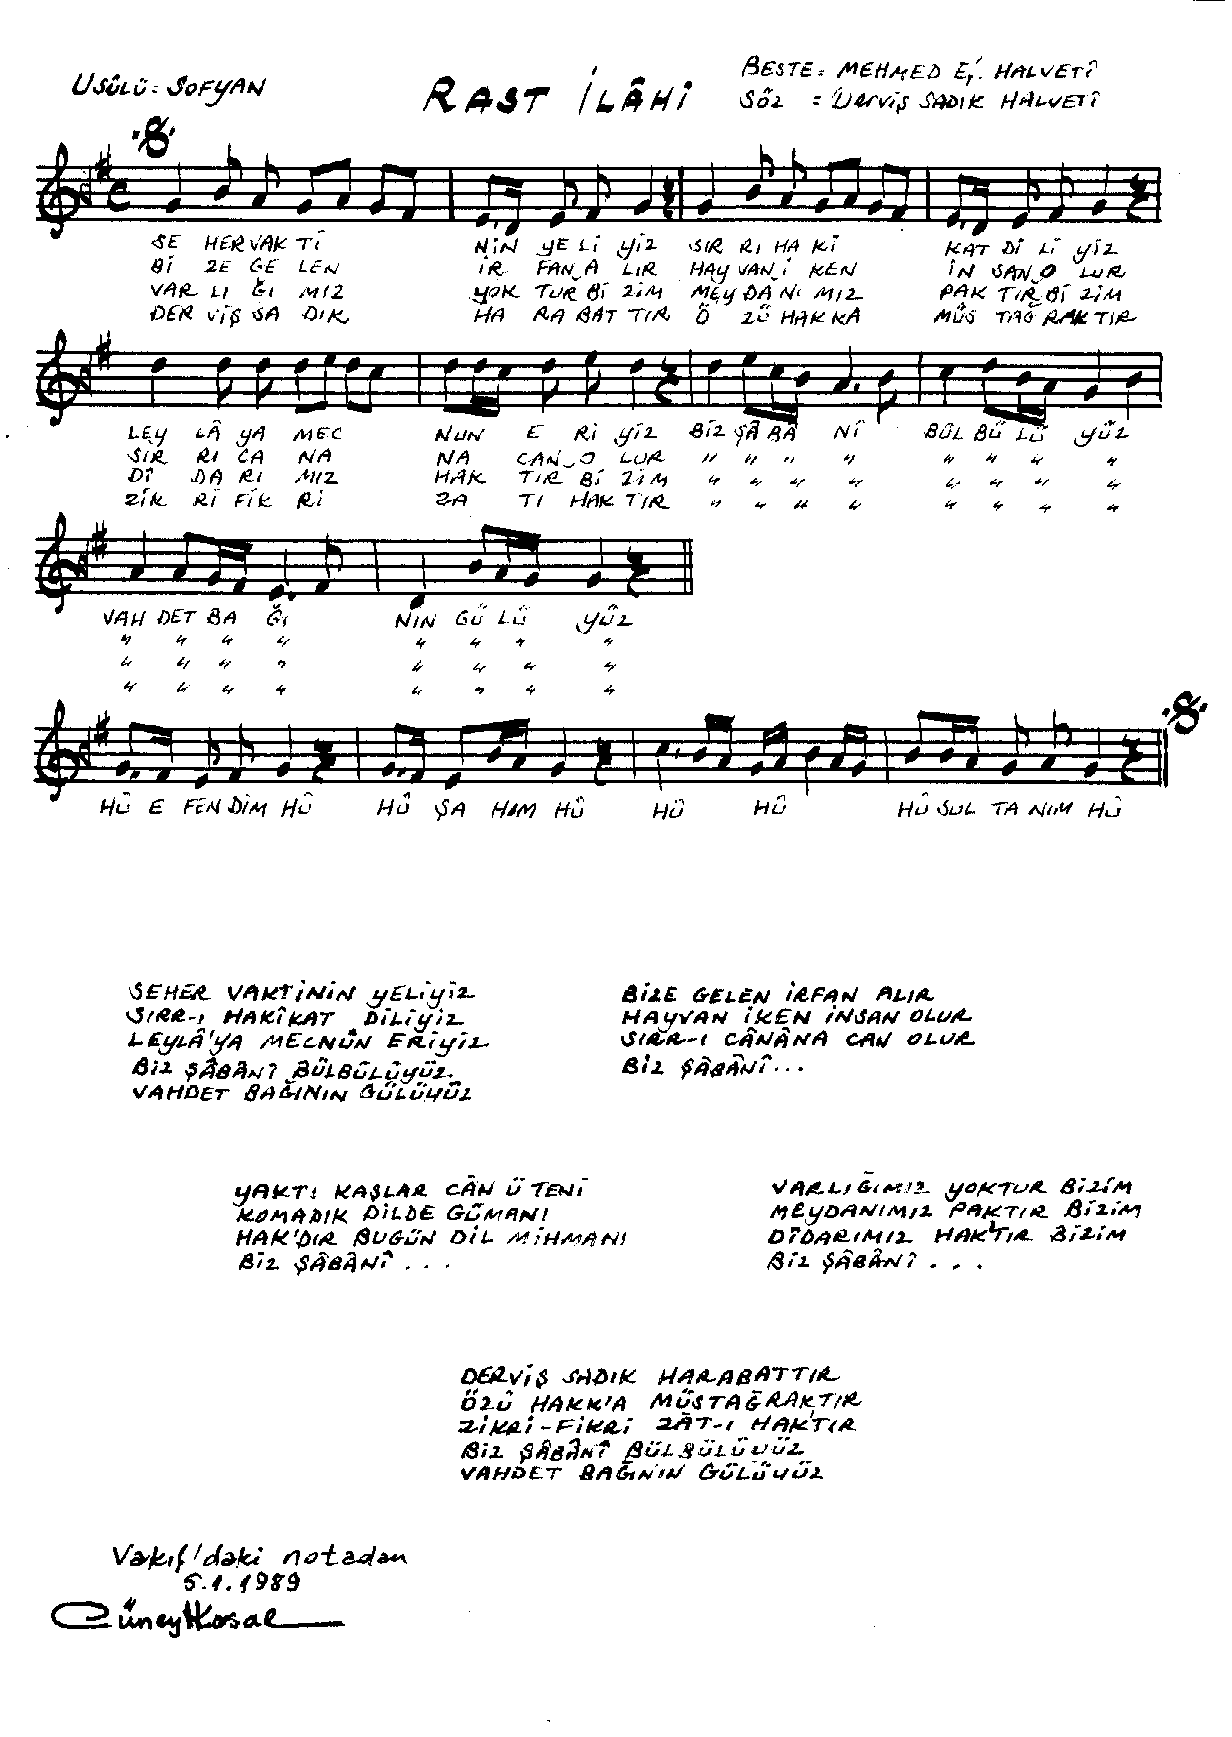 USÛLÜ: SOFYAN
RAST İLÂHİ
BESTE: MEHMED Ef. HALVETÎ
SÖZ = Derviş SADIK HALVETÎ
SE HER VAK Tİ NİN YE Lİ YİZ SIR RI HA KÎ KAT Dİ Lİ YİZ
Bİ ZE GE LEN İR FAN A LIR HAY VAN İ KEN İN SAN O LUR
VAR LI ĞI MIZ YOK TUR Bİ ZİM MEY DA NI MIZ PAK TIR Bİ ZİM
DER VİŞ SA DIK HA RA BAT TIR Ö ZÜ HAK KA MÜS TAĞ RAK TIR
LEY LÂ YA MEC NUN E Rİ YİZ BİZ ŞÂ BÂ NÎ BÜL BÜ LÜ YÜZ
SIR RI CA NA NA CAN O LUR " " " " " " " "
DÎ DA RI MIZ HAK TIR Bİ ZİM " " " " " " " "
ZİK Rİ FİK Rİ ZA TI HAK TIR " " " " " " " "
VAH DET BA ĞI NIN GÜ LÜ YÜZ
" " " " " " " "
" " " " " " " "
" " " " " " " "
HÛ E FEN DİM HÛ HÛ ŞA HIM HÛ HÛ HÛ HÛ SUL TA NIM HÛ
SEHER VAKTİNİN YELİYİZ
SIRR-I HAKÎKAT DİLİYİZ
LEYLÂ'YA MECNÛN ERİYİZ
BİZ ŞÂBÂNÎ BÜLBÜLÜYÜZ
VAHDET BAĞININ GÜLÜYÜZ
BİZE GELEN İRFAN ALIR
HAYVAN İKEN İNSAN OLUR
SIRR-I CÂNÂNA CAN OLUR
BİZ ŞÂBÂNÎ...
YAKTI KAŞLAR CÂN Ü TENİ
KOMADIK DİLDE GÜMANI
HAK'DIR BUGÜN DİL MİHMANI
BİZ ŞÂBÂNÎ...
VARLIĞIMIZ YOKTUR BİZİM
MEYDANIMIZ PAKTIR BİZİM
DÎDARIMIZ HAK'TIR BİZİM
BİZ ŞÂBÂNÎ...
DERVİŞ SADIK HARABATTIR
ÖZÜ HAKK'A MÜSTAĞRAKTIR
ZİKRİ-FİKRİ ZÂT-I HAK'TIR
BİZ ŞÂBÂNÎ BÜLBÜLÜYÜZ
VAHDET BAĞININ GÜLÜYÜZ
Vakıf'daki notadan
5.1.1989
Cüneyt Kosal